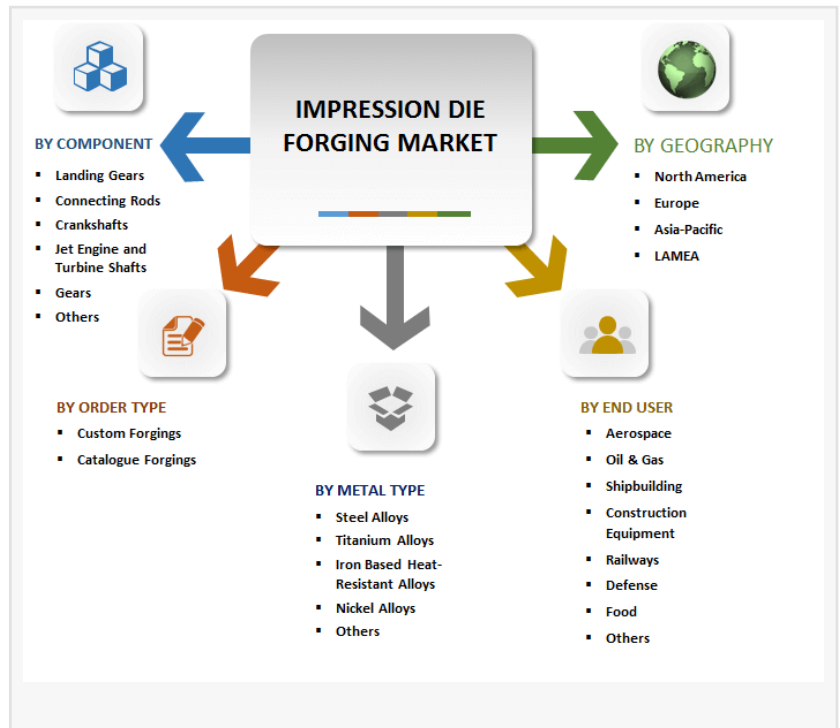 IMPRESSION DIE
FORGING MARKET
BY COMPONENT
Landing Gears
Connecting Rods
Crankshafts
Jet Engine and
Turbine Shafts
Gears
Others
BY GEOGRAPHY
North America
Europe
Asia-Pacific
LAMEA
BY ORDER TYPE
Custom Forgings
Catalogue Forgings
BY METAL TYPE
Steel Alloys
Titanium Alloys
Iron Based Heat-
Resistant Alloys
Nickel Alloys
Others
BY END USER
Aerospace
Oil & Gas
Shipbuilding
Construction
Equipment
Railways
Defense
Food
Others